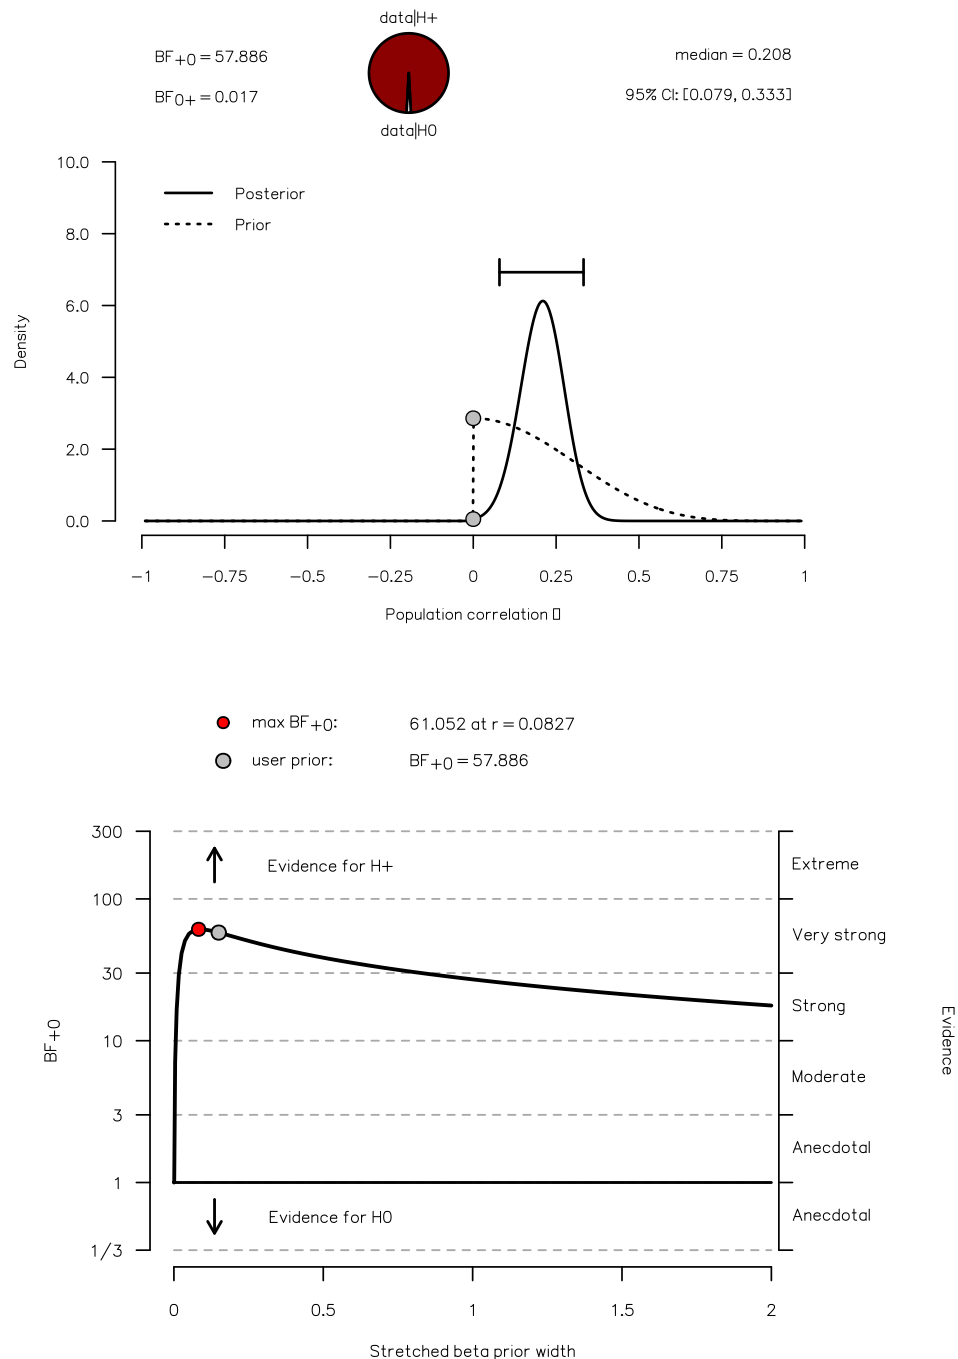 data|H+
BF+0 = 57.886
median = 0.208
BF0+ = 0.017
95% CI: [0.079, 0.333]
data|H0
10.0
8.0
6.0
4.0
2.0
0.0
Density
Posterior
Prior
−1 −0.75 −0.5 −0.25 0 0.25 0.5 0.75 1
Population correlation ▯
max BF+0: 61.052 at r = 0.0827
user prior: BF+0 = 57.886
300
100
30
10
3
1
1/3
BF+0
Evidence for H+
Evidence for H0
Extreme
Very strong
Strong
Moderate
Anecdotal
Anecdotal
Evidence
0 0.5 1 1.5 2
Stretched beta prior width